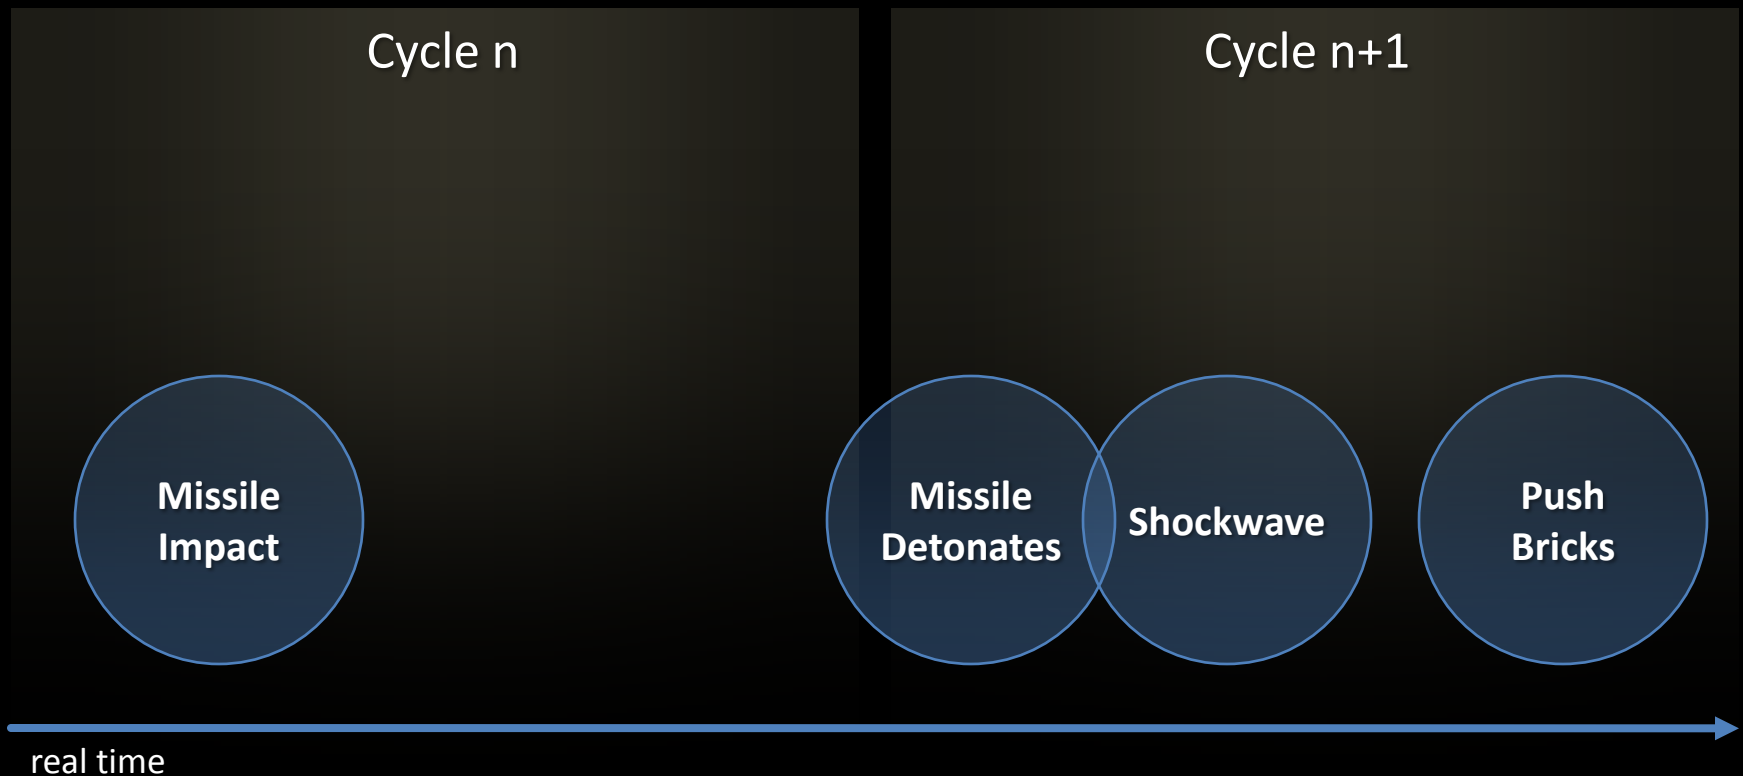 Cycle n
Cycle n+1
Missile
Impact
Missile
Detonates
Shockwave
Push
Bricks
real time